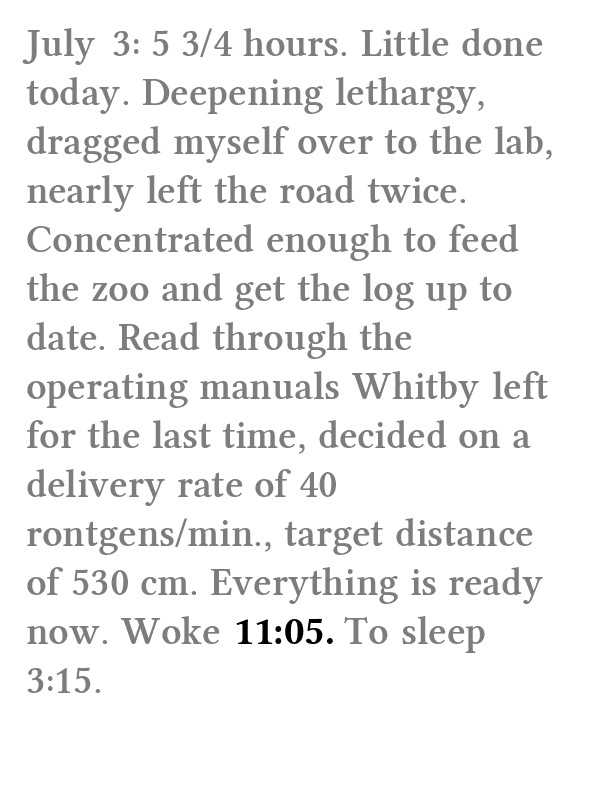 July 3: 5 3/4 hours. Little done
today. Deepening lethargy,
dragged myself over to the lab,
nearly left the road twice.
Concentrated enough to feed
the zoo and get the log up to
date. Read through the
operating manuals Whitby left
for the last time, decided on a
delivery rate of 40
rontgens/min., target distance
of 530 cm. Everything is ready
now. Woke 11:05. To sleep
3:15.